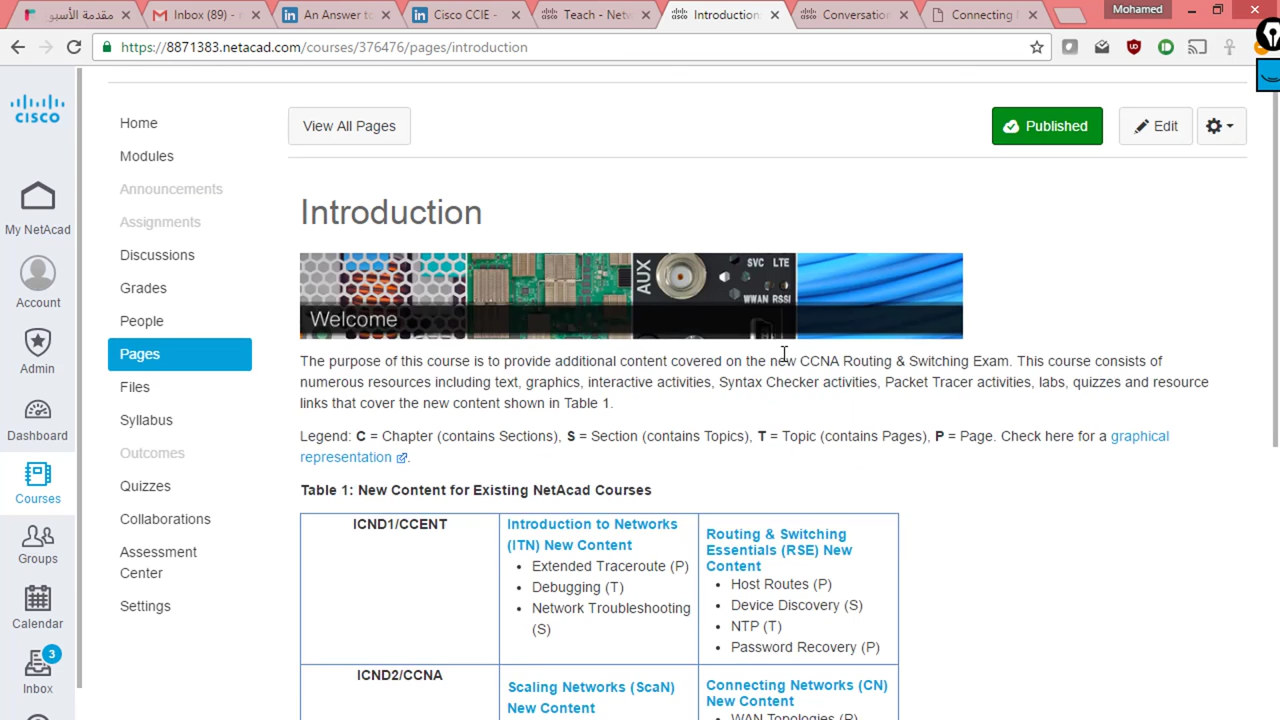 مقدمة الأسبو
Inbox (89) -
An Answer to
Cisco CCIE -
Teach - Netw
Introduction
Conversation
Connecting
Mohamed
https://8871383.netacad.com/courses/376476/pages/introduction
CISCO
My NetAcad
Account
Admin
Dashboard
Courses
Groups
Calendar
3
Inbox
Home
Modules
Announcements
Assignments
Discussions
Grades
People
Pages
Files
Syllabus
Outcomes
Quizzes
Collaborations
Assessment
Center
Settings
View All Pages
Published
Edit
Introduction
Welcome
AUX
SVC LTE
WWAN RSSI
The purpose of this course is to provide additional content covered on the new CCNA Routing & Switching Exam. This course consists of
numerous resources including text, graphics, interactive activities, Syntax Checker activities, Packet Tracer activities, labs, quizzes and resource
links that cover the new content shown in Table 1.
Legend: C = Chapter (contains Sections), S = Section (contains Topics), T = Topic (contains Pages), P = Page. Check here for a graphical
representation.
Table 1: New Content for Existing NetAcad Courses
ICND1/CCENT
Introduction to Networks
(ITN) New Content
• Extended Traceroute (P)
• Debugging (T)
• Network Troubleshooting
(S)
Routing & Switching
Essentials (RSE) New
Content
• Host Routes (P)
• Device Discovery (S)
• NTP (T)
• Password Recovery (P)
ICND2/CCNA
Scaling Networks (ScaN)
New Content
Connecting Networks (CN)
New Content
• WAN Topologies (P)